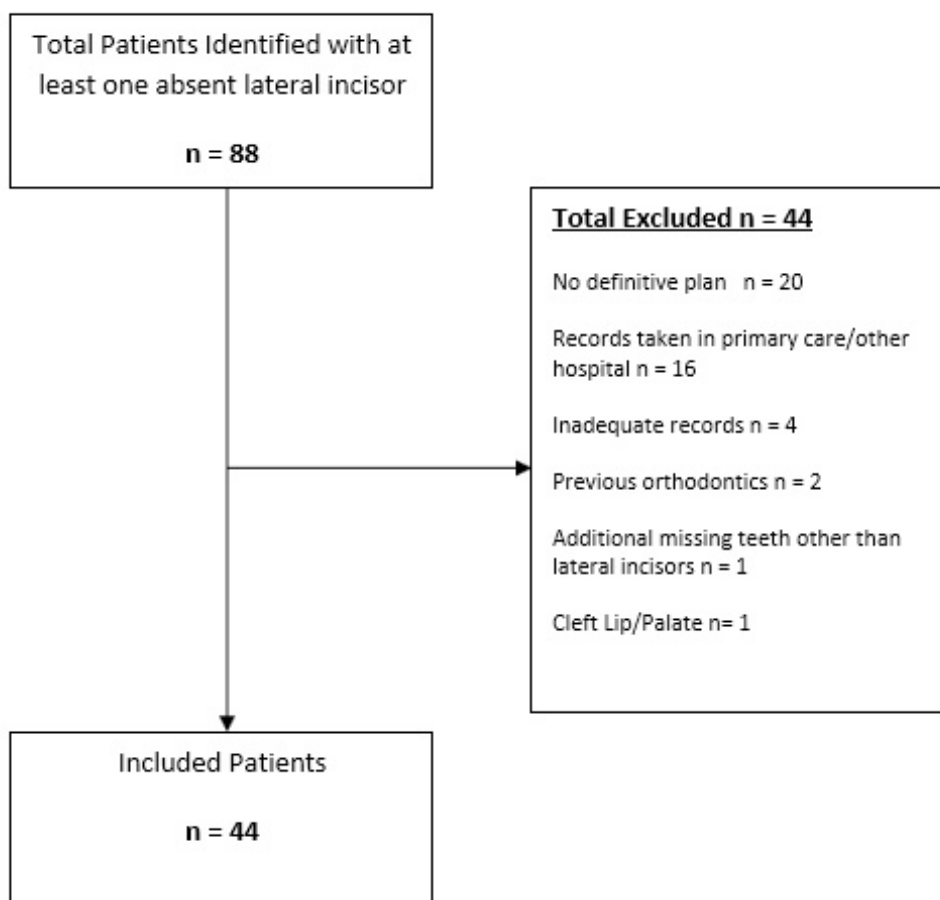 Total Patients Identified with at
least one absent lateral incisor
n = 88
Total Excluded n = 44
No definitive plan n = 20
Records taken in primary care/other
hospital n = 16
Inadequate records n = 4
Previous orthodontics n = 2
Additional missing teeth other than
lateral incisors n = 1
Cleft Lip/Palate n= 1
Included Patients
n = 44